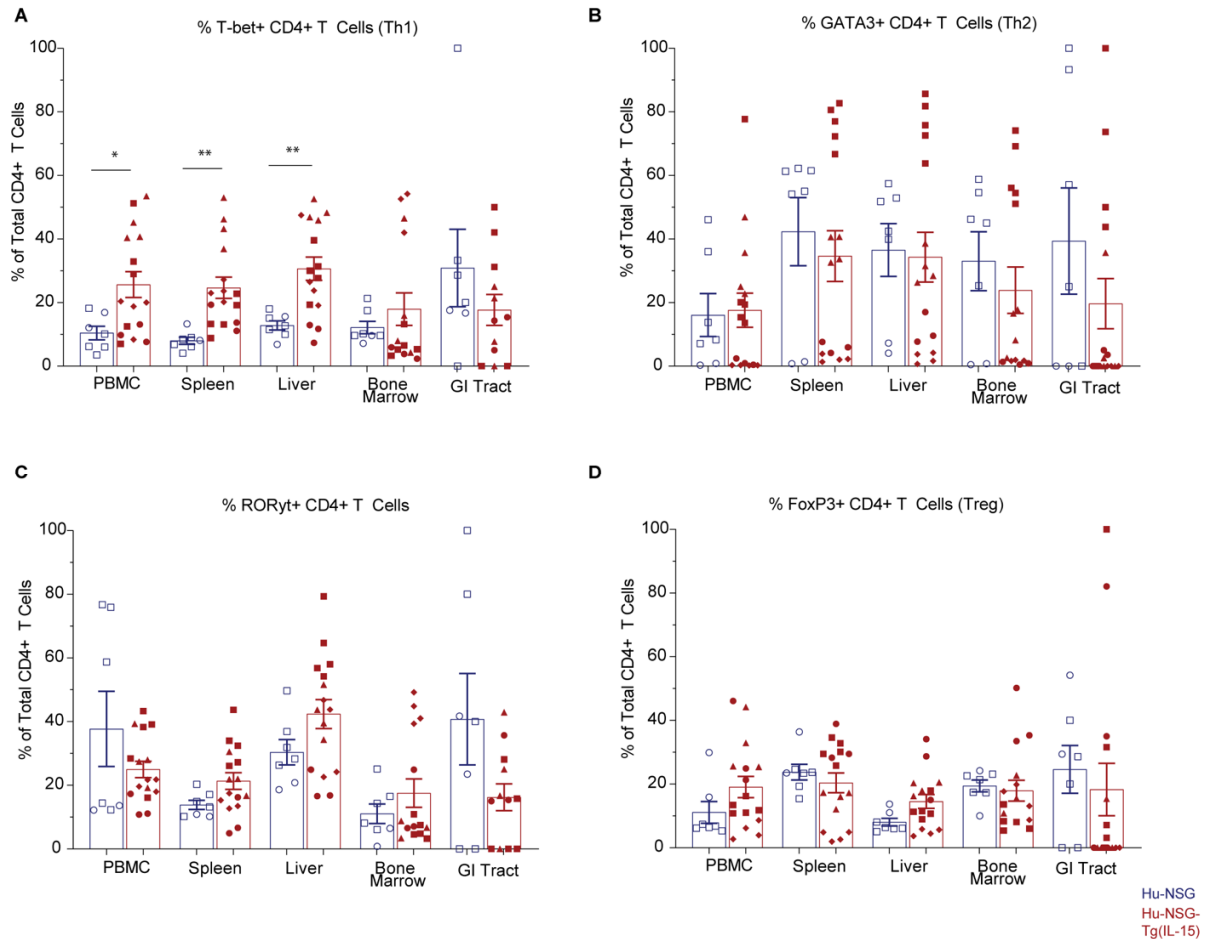 A
% T-bet+ CD4+ T Cells (Th1)
% of Total CD4+ T Cells
100
80
60
40
20
0
*
**
**
PBMC
Spleen
Liver
Bone
Marrow
GI Tract
B
% GATA3+ CD4+ T Cells (Th2)
% of Total CD4+ T Cells
100
80
60
40
20
0
PBMC
Spleen
Liver
Bone
Marrow
GI Tract
C
% RORyt+ CD4+ T Cells
% of Total CD4+ T Cells
100
80
60
40
20
0
PBMC
Spleen
Liver
Bone
Marrow
GI Tract
D
% FoxP3+ CD4+ T Cells (Treg)
% of Total CD4+ T Cells
100
80
60
40
20
0
PBMC
Spleen
Liver
Bone
Marrow
GI Tract
Hu-NSG
Hu-NSG-
Tg(IL-15)